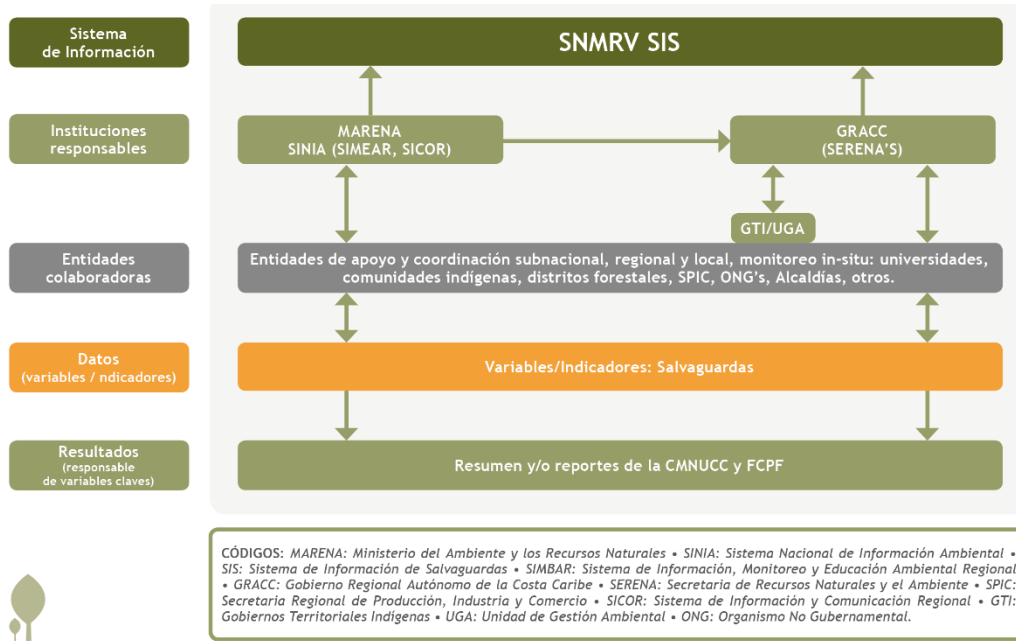 Sistema
de Información
SNMRV SIS
Instituciones
responsables
MARENA
SINIA (SIMEAR, SICOR)
GRACC
(SERENA'S)
GTI/UGA
Entidades
colaboradoras
Entidades de apoyo y coordinación subnacional, regional y local, monitoreo in-situ: universidades,
comunidades indígenas, distritos forestales, SPIC, ONG's, Alcaldías, otros.
Datos
(variables / ndicadores)
Variables/Indicadores: Salvaguardas
Resultados
(responsable
de variables claves)
Resumen y/o reportes de la CMNUCC y FCPF
CÓDIGOS: MARENA: Ministerio del Ambiente y los Recursos Naturales • SINIA: Sistema Nacional de Información Ambiental •
SIS: Sistema de Información de Salvaguardas • SIMBAR: Sistema de Información, Monitoreo y Educación Ambiental Regional
• GRACC: Gobierno Regional Autónomo de la Costa Caribe • SERENA: Secretaria de Recursos Naturales y el Ambiente • SPIC:
Secretaria Regional de Producción, Industria y Comercio • SICOR: Sistema de Información y Comunicación Regional • GTI:
Gobiernos Territoriales Indígenas • UGA: Unidad de Gestión Ambiental • ONG: Organismo No Gubernamental.